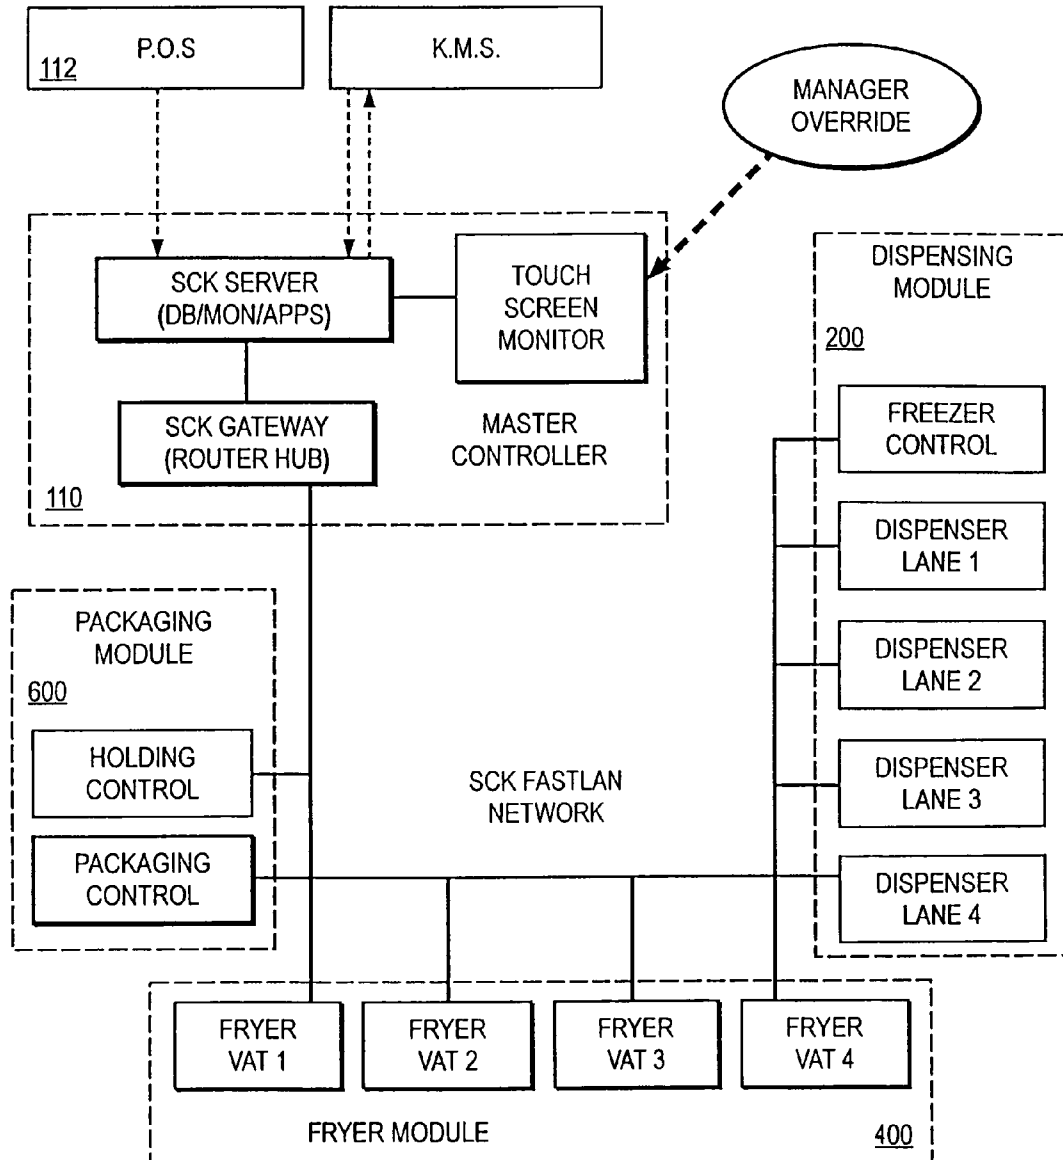 P.O.S
112
K.M.S.
MANAGER
OVERRIDE
SCK SERVER
(DB/MON/APPS)
TOUCH
SCREEN
MONITOR
SCK GATEWAY
(ROUTER HUB)
MASTER
CONTROLLER
110
DISPENSING
MODULE
200
FREEZER
CONTROL
DISPENSER
LANE 1
DISPENSER
LANE 2
DISPENSER
LANE 3
DISPENSER
LANE 4
PACKAGING
MODULE
600
HOLDING
CONTROL
PACKAGING
CONTROL
SCK FASTLAN
NETWORK
FRYER
VAT 1
FRYER
VAT 2
FRYER
VAT 3
FRYER
VAT 4
FRYER MODULE
400